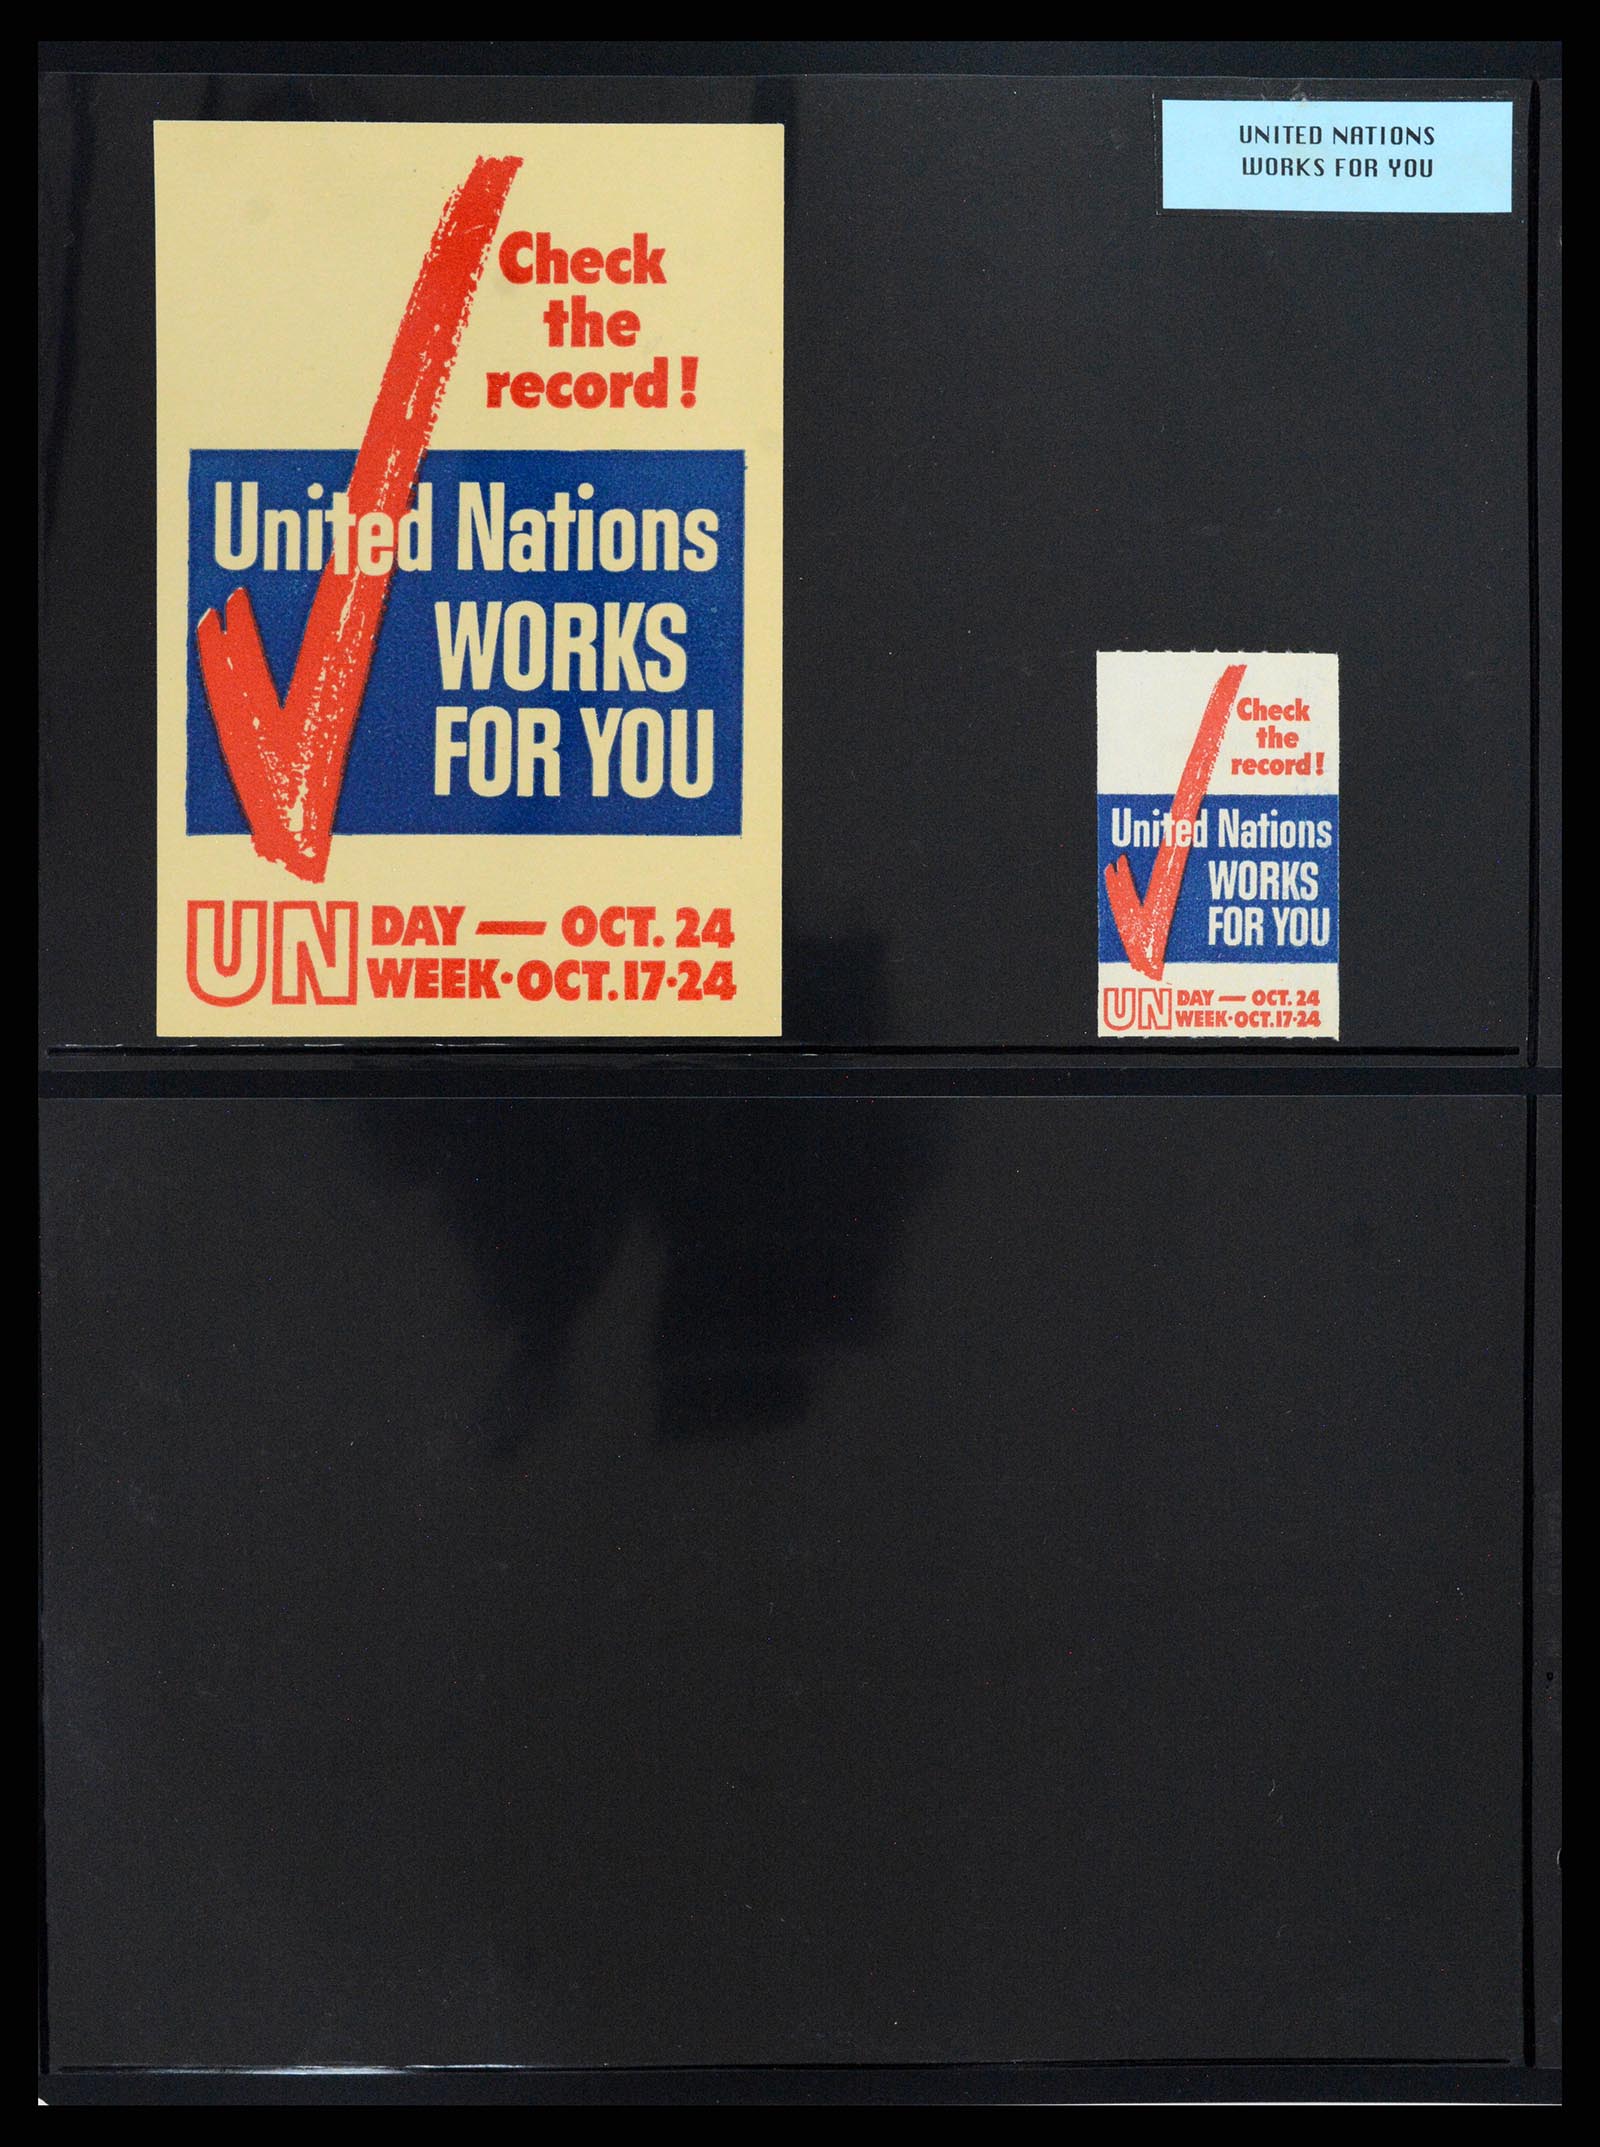 Check
the
record!
United Nations
WORKS
FOR YOU
UN DAY — OCT. 24
WEEK·OCT. 17·24
UNITED NATIONS
WORKS FOR YOU
Check
the
record!
United Nations
WORKS
FOR YOU
UN DAY — OCT. 24
WEEK·OCT. 17·24